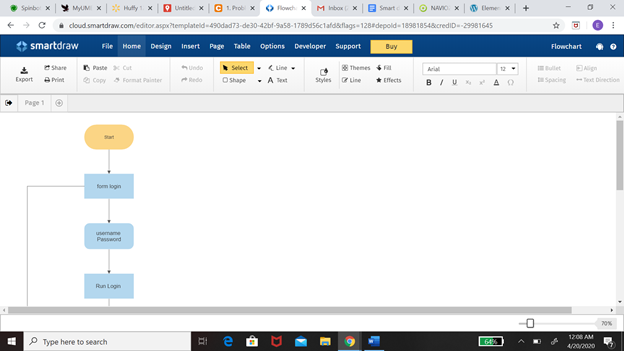 Spinbo
MyUM
Huffy
Untitle
1. Probl
Flowch
Inbox
Smart
NAVIG
Elemen
cloud.smartdraw.com/editor.aspx?templateId=490dad73-de30-42bf-9a58-1789d56c1afd&flags=128#depoId=18981854&credID=-29981645
smartdraw
File Home Design Insert Page Table Options Developer Support Buy Flowchart
Export
Share
Print
Paste Cut
Copy Format Painter
Undo
Redo
Select Line
Shape A Text
Styles
Themes Fill
Line Effects
Arial 12
B I U X₂ X² A
Bullet Align
Spacing Text Direction
Page 1
Start
form login
username
Password
Run Login
70%
Type here to search
64%
12:08 AM
4/20/2020